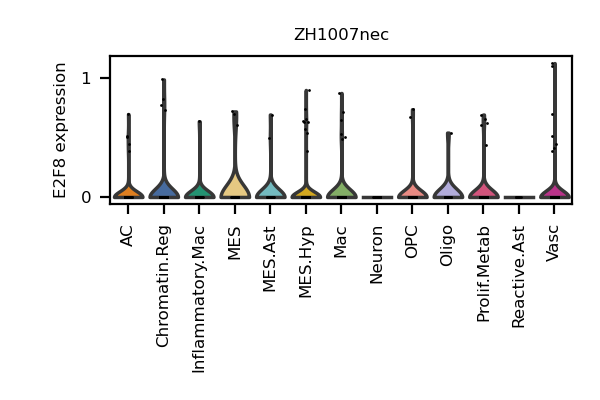 ZH1007nec
E2F8 expression
1
0
AC
Chromatin.Reg
Inflammatory.Mac
MES
MES.Ast
MES.Hyp
Mac
Neuron
OPC
Oligo
Prolif.Metab
Reactive.Ast
Vasc